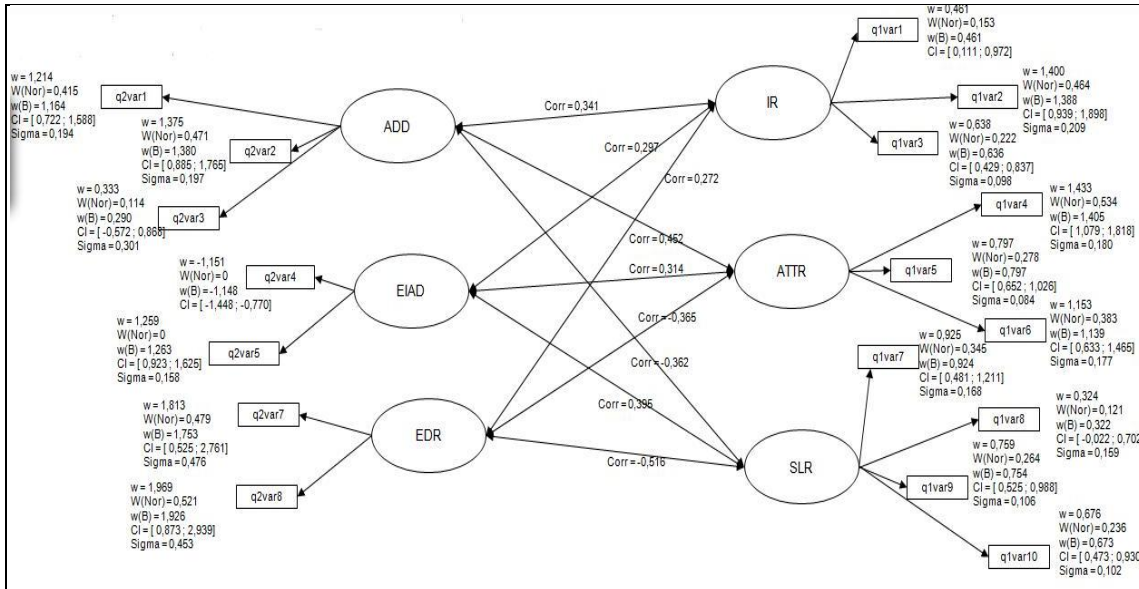 w = 1,214
W(Nor) = 0,415
w(B) = 1,164
CI = [ 0,722 ; 1,588]
Sigma = 0,194
q2var1
w = 1,375
W(Nor) = 0,471
w(B) = 1,380
CI = [ 0,885 ; 1,765]
Sigma = 0,197
q2var2
w = 0,333
W(Nor) = 0,114
w(B) = 0,290
CI = [ -0,572 ; 0,868]
Sigma = 0,301
q2var3
ADD
w = -1,151
W(Nor) = 0
w(B) = -1,148
CI = [ -1,448 ; -0,770]
q2var4
w = 1,259
W(Nor) = 0
w(B) = 1,263
CI = [ 0,923 ; 1,625]
Sigma = 0,158
q2var5
EIAD
w = 1,813
W(Nor) = 0,479
w(B) = 1,753
CI = [ 0,525 ; 2,761]
Sigma = 0,476
q2var7
w = 1,969
W(Nor) = 0,521
w(B) = 1,926
CI = [ 0,873 ; 2,939]
Sigma = 0,453
q2var8
EDR
Corr = 0,341
Corr = 0,297
Corr = 0,272
Corr = 0,452
Corr = 0,314
Corr = -0,365
Corr = -0,362
Corr = 0,395
Corr = -0,516
IR
q1var1
w = 0,461
W(Nor) = 0,153
w(B) = 0,461
CI = [ 0,111 ; 0,972]
q1var2
w = 1,400
W(Nor) = 0,464
w(B) = 1,388
CI = [ 0,939 ; 1,898]
Sigma = 0,209
q1var3
w = 0,638
W(Nor) = 0,222
w(B) = 0,636
CI = [ 0,429 ; 0,837]
Sigma = 0,098
ATTR
q1var4
w = 1,433
W(Nor) = 0,534
w(B) = 1,405
CI = [ 1,079 ; 1,818]
Sigma = 0,180
q1var5
w = 0,797
W(Nor) = 0,278
w(B) = 0,797
CI = [ 0,652 ; 1,026]
Sigma = 0,084
q1var6
w = 1,153
W(Nor) = 0,383
w(B) = 1,139
CI = [ 0,633 ; 1,465]
Sigma = 0,177
SLR
q1var7
w = 0,925
W(Nor) = 0,345
w(B) = 0,924
CI = [ 0,481 ; 1,211]
Sigma = 0,168
q1var8
w = 0,324
W(Nor) = 0,121
w(B) = 0,322
CI = [ -0,022 ; 0,702
Sigma = 0,159
q1var9
w = 0,759
W(Nor) = 0,264
w(B) = 0,754
CI = [ 0,525 ; 0,988]
Sigma = 0,106
q1var10
w = 0,676
W(Nor) = 0,236
w(B) = 0,673
CI = [ 0,473 ; 0,930
Sigma = 0,102